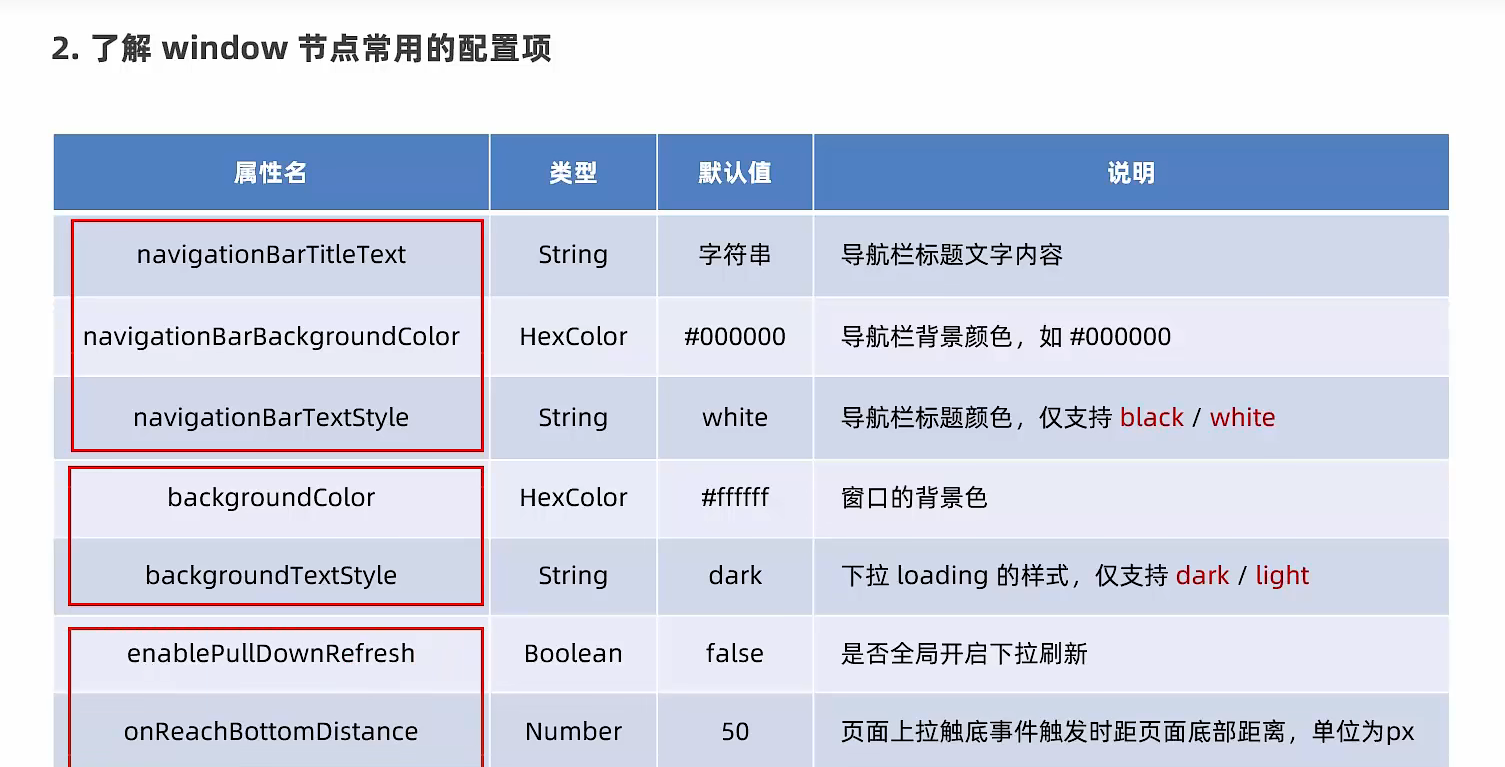 2. 了解 window 节点常用的配置项
属性名 类型 默认值 说明
navigationBarTitleText String 字符串 导航栏标题文字内容
navigationBarBackgroundColor HexColor #000000 导航栏背景颜色，如 #000000
navigationBarTextStyle String white 导航栏标题颜色，仅支持 black / white
backgroundColor HexColor #ffffff 窗口的背景色
backgroundTextStyle String dark 下拉 loading 的样式，仅支持 dark / light
enablePullDownRefresh Boolean false 是否全局开启下拉刷新
onReachBottomDistance Number 50 页面上拉触底事件触发时距页面底部距离，单位为px